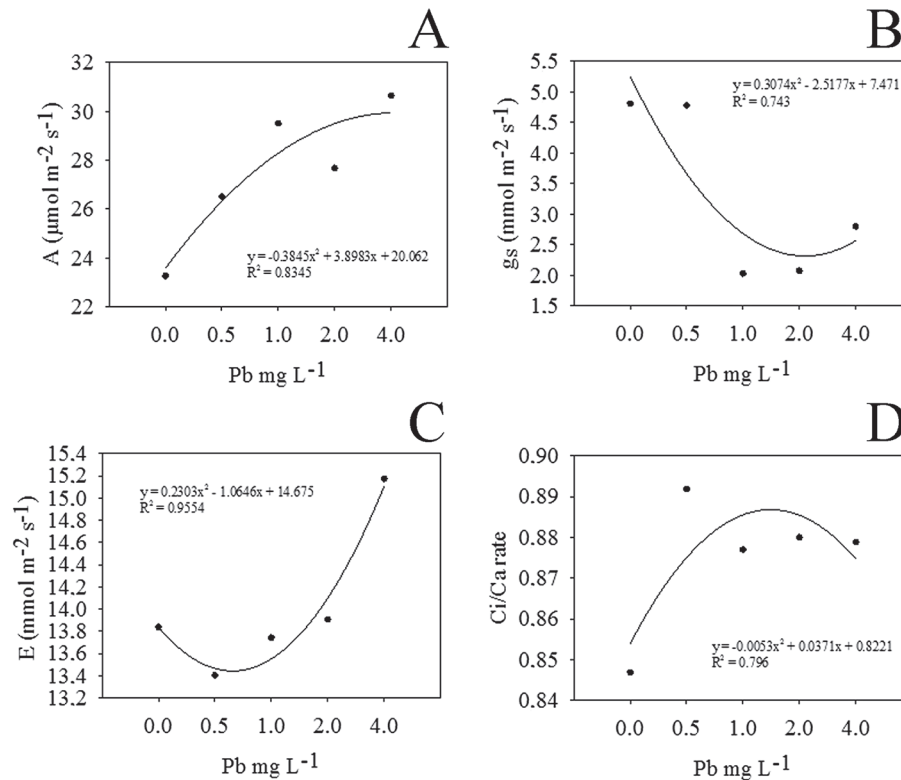 A
32
30
28
26
24
22
A (μmol m⁻² s⁻¹)
y = -0.3845x² + 3.8983x + 20.062
R² = 0.8345
0.0 0.5 1.0 2.0 4.0
Pb mg L⁻¹
B
5.5
5.0
4.5
4.0
3.5
3.0
2.5
2.0
1.5
gs (mmol m⁻² s⁻¹)
y = 0.3074x² - 2.5177x + 7.471
R² = 0.743
0.0 0.5 1.0 2.0 4.0
Pb mg L⁻¹
C
15.4
15.2
15.0
14.8
14.6
14.4
14.2
14.0
13.8
13.6
13.4
13.2
E (mmol m⁻² s⁻¹)
y = 0.2303x² - 1.0646x + 14.675
R² = 0.9554
0.0 0.5 1.0 2.0 4.0
Pb mg L⁻¹
D
0.90
0.89
0.88
0.87
0.86
0.85
0.84
Ci/Ca rate
y = -0.0053x² + 0.0371x + 0.8221
R² = 0.796
0.0 0.5 1.0 2.0 4.0
Pb mg L⁻¹